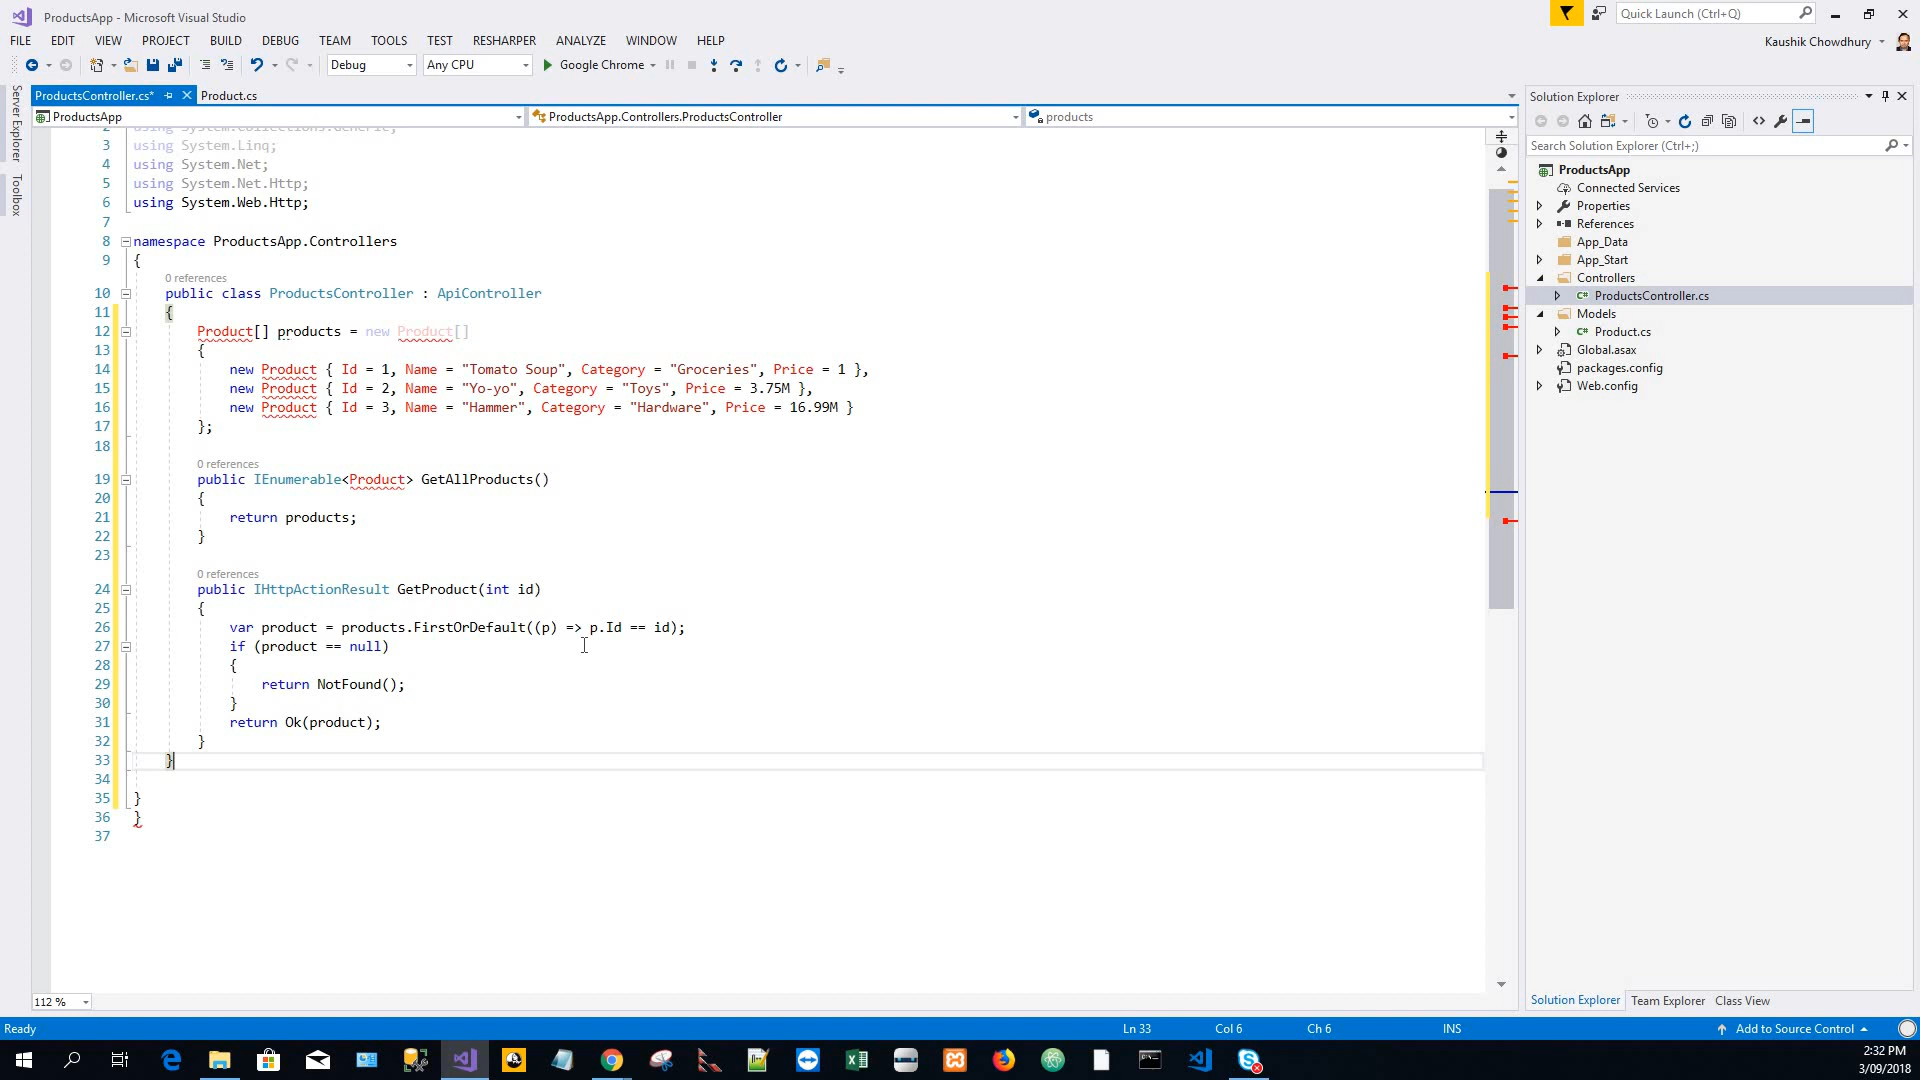 ProductsApp - Microsoft Visual Studio
Quick Launch (Ctrl+Q)
FILE EDIT VIEW PROJECT BUILD DEBUG TEAM TOOLS TEST RESHARPER ANALYZE WINDOW HELP
Kaushik Chowdhury
Debug Any CPU Google Chrome
Server Explorer
Toolbox
ProductsController.cs* Product.cs
ProductsApp ProductsApp.Controllers.ProductsController products
2 using System.Collections.Generic;
3 using System.Linq;
4 using System.Net;
5 using System.Net.Http;
6 using System.Web.Http;
7
8 namespace ProductsApp.Controllers
9 {
0 references
10 public class ProductsController : ApiController
11 {
12 Product[] products = new Product[]
13 {
14 new Product { Id = 1, Name = "Tomato Soup", Category = "Groceries", Price = 1 },
15 new Product { Id = 2, Name = "Yo-yo", Category = "Toys", Price = 3.75M },
16 new Product { Id = 3, Name = "Hammer", Category = "Hardware", Price = 16.99M }
17 };
18
0 references
19 public IEnumerable<Product> GetAllProducts()
20 {
21 return products;
22 }
23
0 references
24 public IHttpActionResult GetProduct(int id)
25 {
26 var product = products.FirstOrDefault((p) => p.Id == id);
27 if (product == null)
28 {
29 return NotFound();
30 }
31 return Ok(product);
32 }
33 }
34
35 }
36 }
37
112 %
Solution Explorer
Search Solution Explorer (Ctrl+;)
ProductsApp
Connected Services
Properties
References
App_Data
App_Start
Controllers
C# ProductsController.cs
Models
C# Product.cs
Global.asax
packages.config
Web.config
Solution Explorer Team Explorer Class View
Ready Ln 33 Col 6 Ch 6 INS Add to Source Control
2:32 PM
3/09/2018